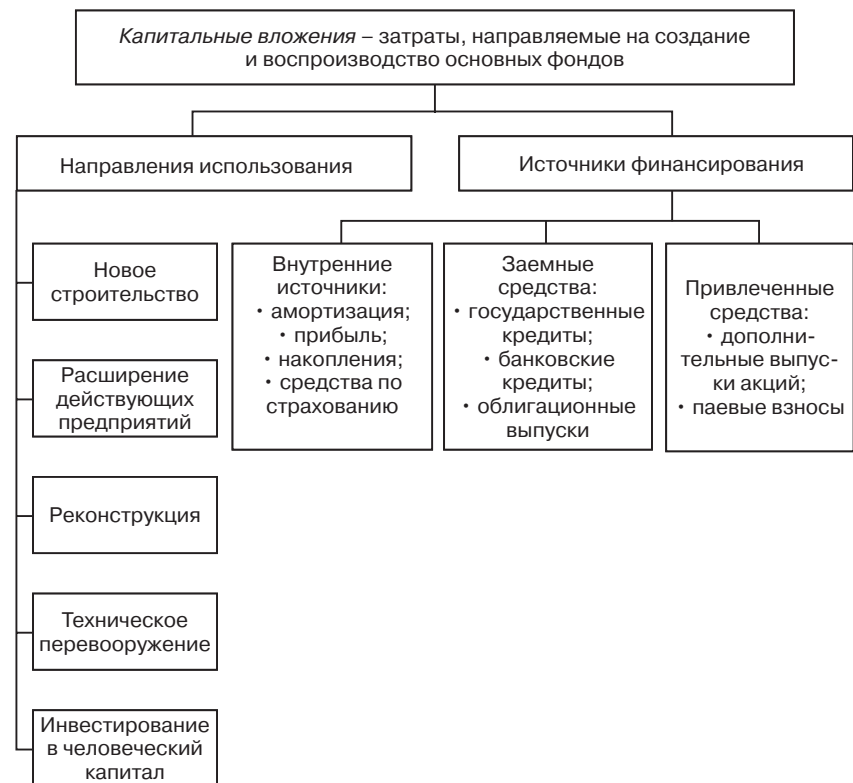 Капитальные вложения – затраты, направляемые на создание
и воспроизводство основных фондов
Направления использования
Источники финансирования
Новое
строительство
Расширение
действующих
предприятий
Реконструкция
Техническое
перевооружение
Инвестирование
в человеческий
капитал
Внутренние
источники:
• амортизация;
• прибыль;
• накопления;
• средства по
страхованию
Заемные
средства:
• государственные
кредиты;
• банковские
кредиты;
• облигационные
выпуски
Привлеченные
средства:
• дополни-
тельные выпус-
ки акций;
• паевые взносы